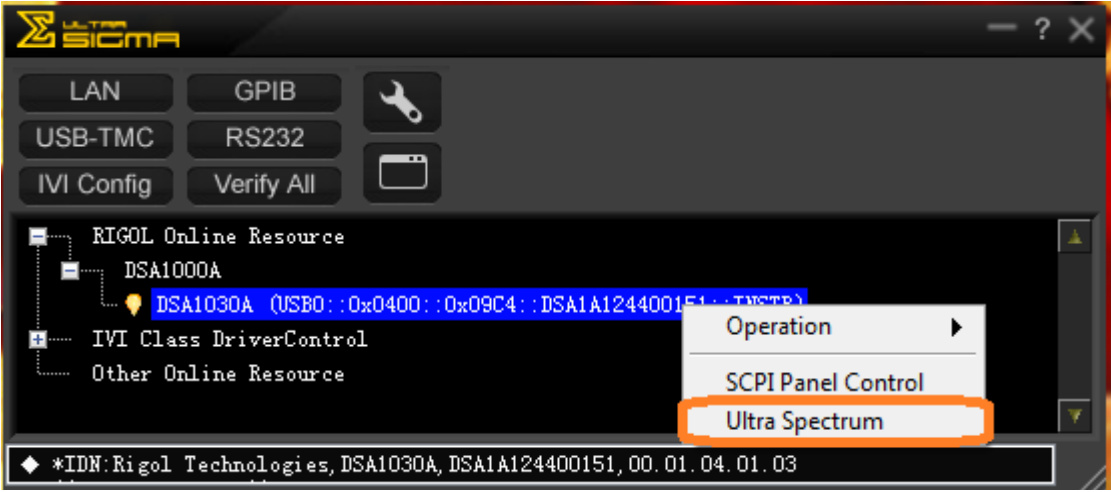 ULTRA
SIGMA
?
LAN GPIB
USB-TMC RS232
IVI Config Verify All
RIGOL Online Resource
DSA1000A
DSA1030A (USB0::0x0400::0x09C4::DSA1A124400151::INSTR)
IVI Class DriverControl
Other Online Resource
Operation
SCPI Panel Control
Ultra Spectrum
*IDN:Rigol Technologies,DSA1030A,DSA1A124400151,00.01.04.01.03